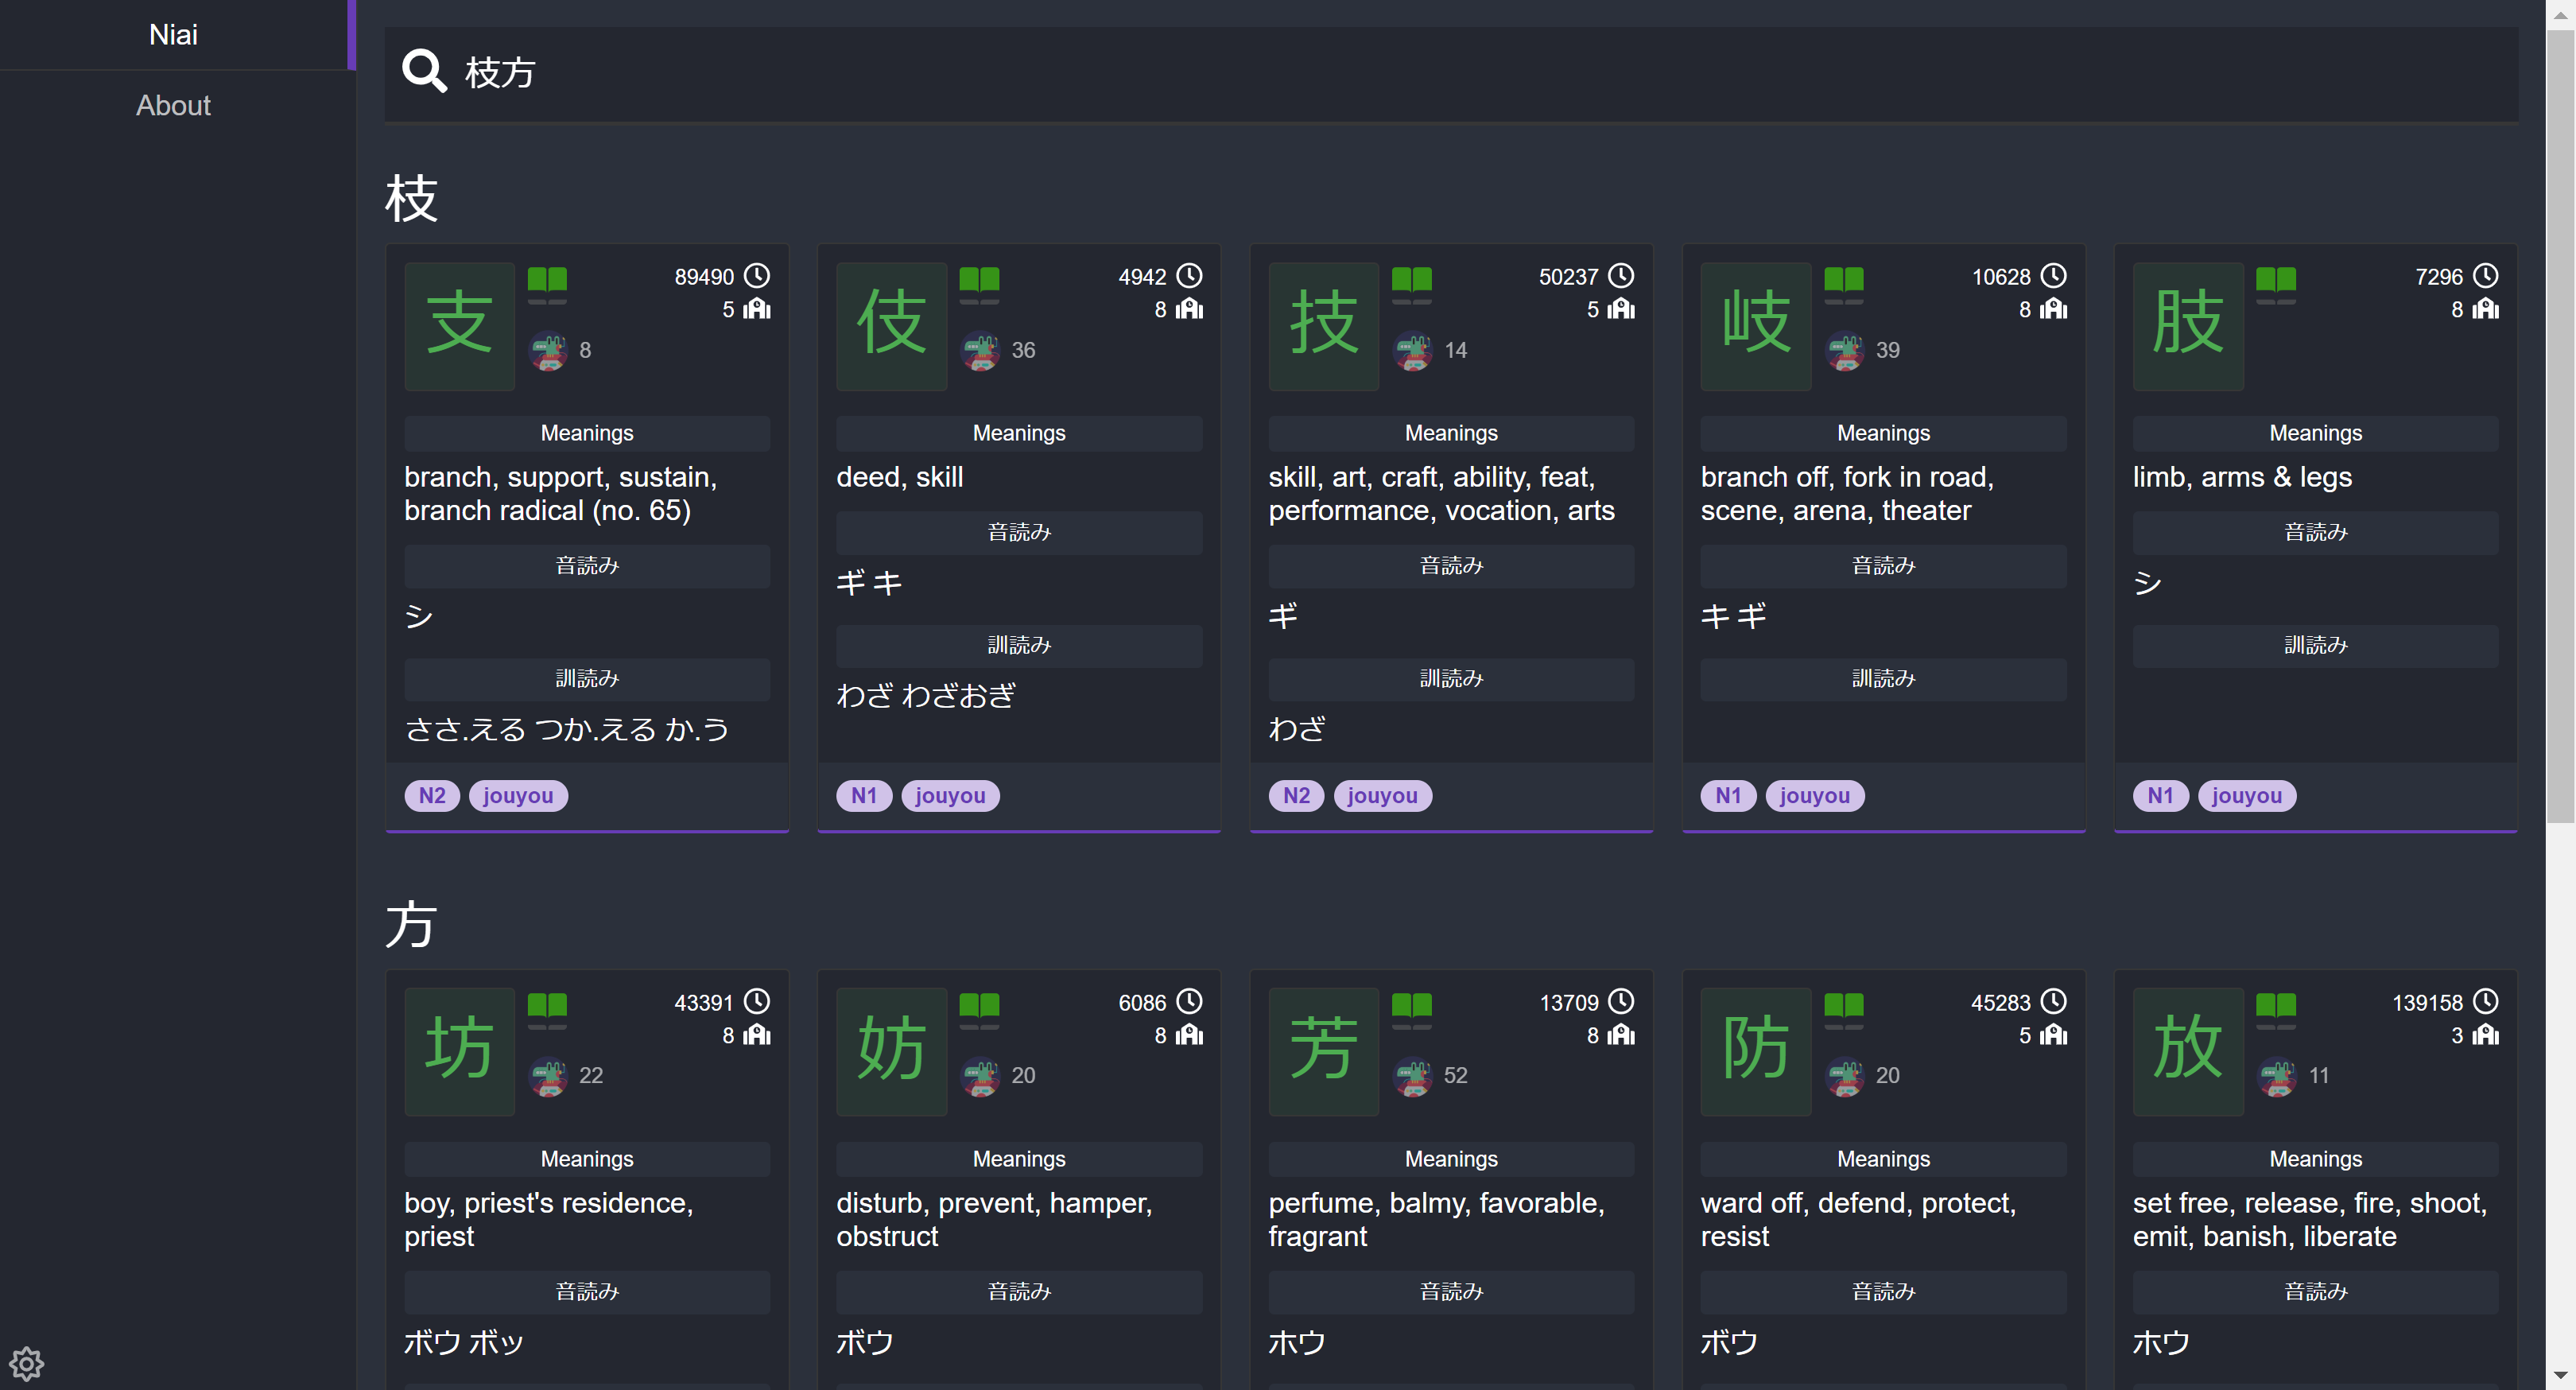 Niai
About
枝方
枝
支
89490
5
8
Meanings
branch, support, sustain,
branch radical (no. 65)
音読み
シ
訓読み
ささ.える つか.える か.う
N2 jouyou
伎
4942
8
36
Meanings
deed, skill
音読み
ギ キ
訓読み
わざ わざおぎ
N1 jouyou
技
50237
5
14
Meanings
skill, art, craft, ability, feat,
performance, vocation, arts
音読み
ギ
訓読み
わざ
N2 jouyou
岐
10628
8
39
Meanings
branch off, fork in road,
scene, arena, theater
音読み
キ ギ
訓読み
N1 jouyou
肢
7296
8
Meanings
limb, arms & legs
音読み
シ
訓読み
N1 jouyou
方
坊
43391
8
22
Meanings
boy, priest's residence,
priest
音読み
ボウ ボッ
妨
6086
8
20
Meanings
disturb, prevent, hamper,
obstruct
音読み
ボウ
芳
13709
8
52
Meanings
perfume, balmy, favorable,
fragrant
音読み
ホウ
防
45283
5
20
Meanings
ward off, defend, protect,
resist
音読み
ボウ
放
139158
3
11
Meanings
set free, release, fire, shoot,
emit, banish, liberate
音読み
ホウ